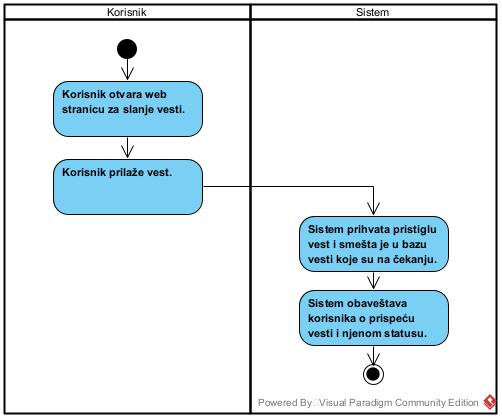 Korisnik
Sistem
Korisnik otvara web
stranicu za slanje vesti.
Korisnik prilaže vest.
Sistem prihvata pristiglu
vest i smešta je u bazu
vesti koje su na čekanju.
Sistem obaveštava
korisnika o prispeću
vesti i njenom statusu.
Powered By Visual Paradigm Community Edition